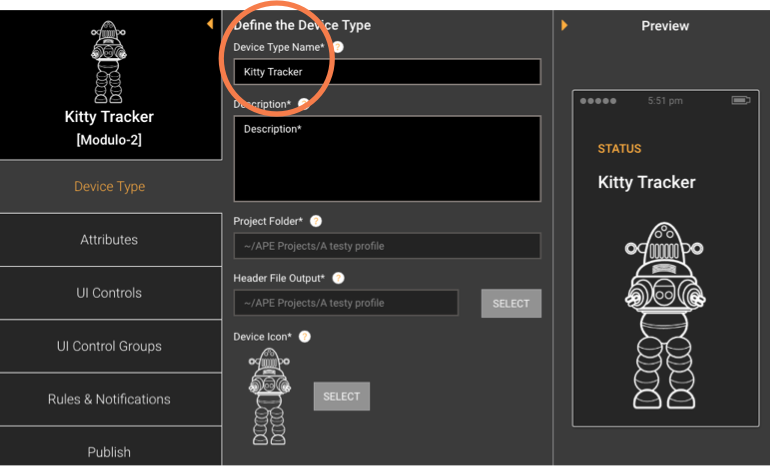 Kitty Tracker
[Modulo-2]
Device Type
Attributes
UI Controls
UI Control Groups
Rules & Notifications
Publish
Define the Device Type
Device Type Name* ?
Kitty Tracker
Description* ?
Description*
Project Folder* ?
~/APE Projects/A testy profile
Header File Output* ?
~/APE Projects/A testy profile
SELECT
Device Icon* ?
SELECT
Preview
5:51 pm
STATUS
Kitty Tracker